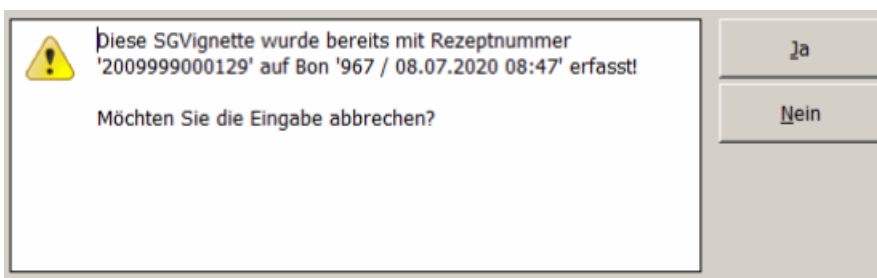 Diese SGVignette wurde bereits mit Rezeptnummer
'2009999000129' auf Bon '967 / 08.07.2020 08:47' erfasst!
Möchten Sie die Eingabe abbrechen?
Ja
Nein